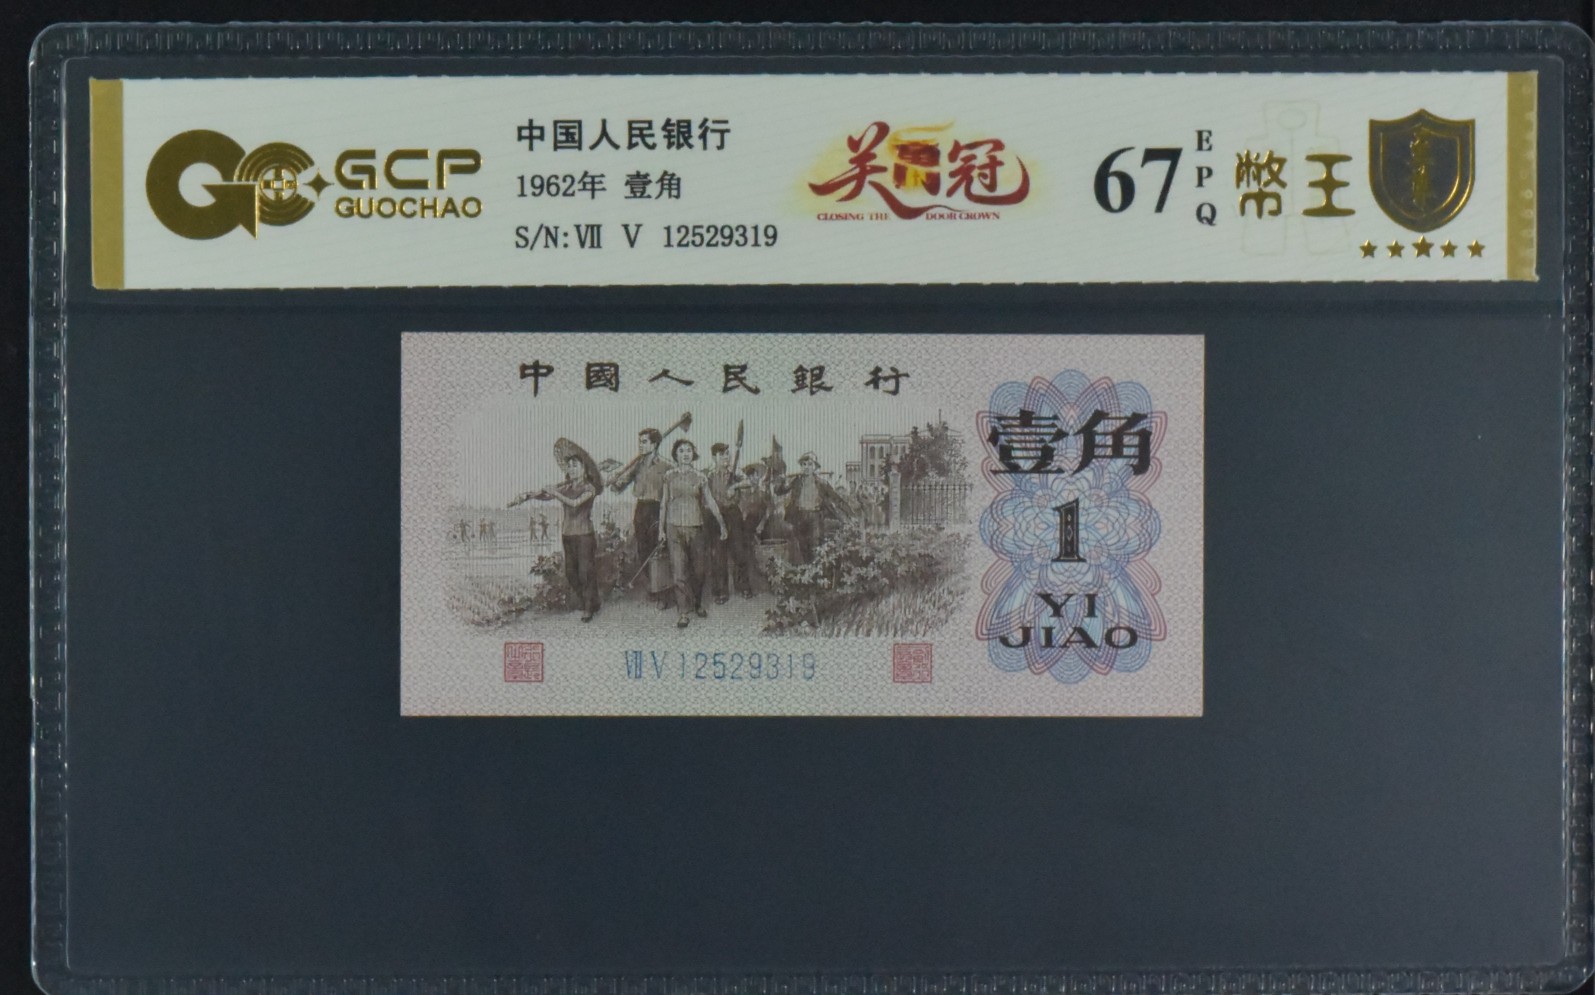 GCP
GUOCHAO
中国人民银行
1962年 壹角
S/N:Ⅶ V 12529319
关门冠
CLOSING THE DOOR CROWN
67
EPQ
幣王
中國人民銀行
壹角
1
YI
JIAO
ⅦV12529319